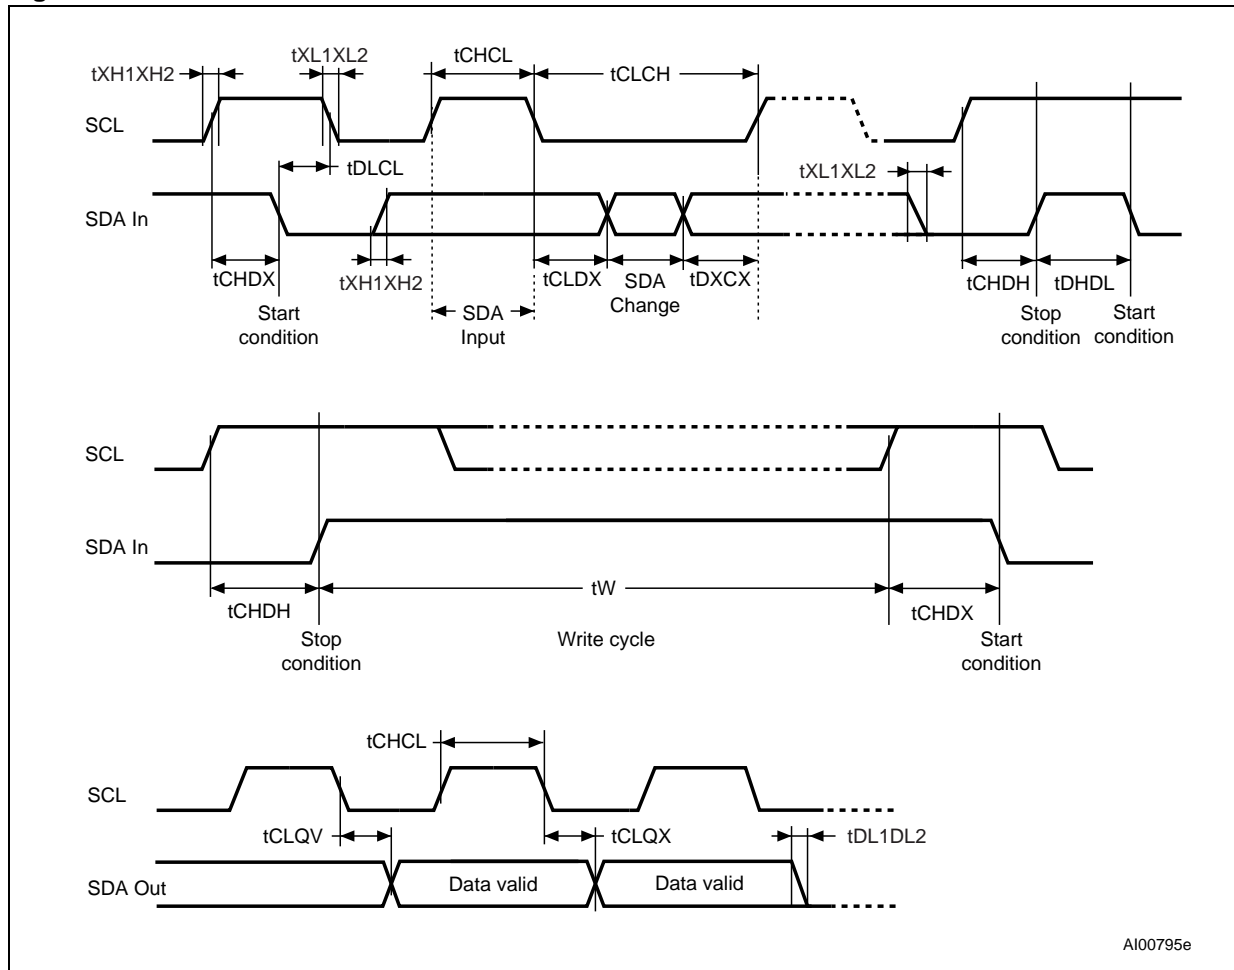 tXH1XH2
tXL1XL2
tCHCL
tCLCH
SCL
tDLCL
tXL1XL2
SDA In
tCHDX
Start
condition
tXH1XH2
SDA
Input
tCLDX
SDA
Change
tDXCX
tCHDH
tDHDL
Stop
condition
Start
condition
SCL
SDA In
tCHDH
tW
tCHDX
Stop
condition
Write cycle
Start
condition
tCHCL
SCL
tCLQV
tCLQX
tDL1DL2
SDA Out
Data valid
Data valid
AI00795e